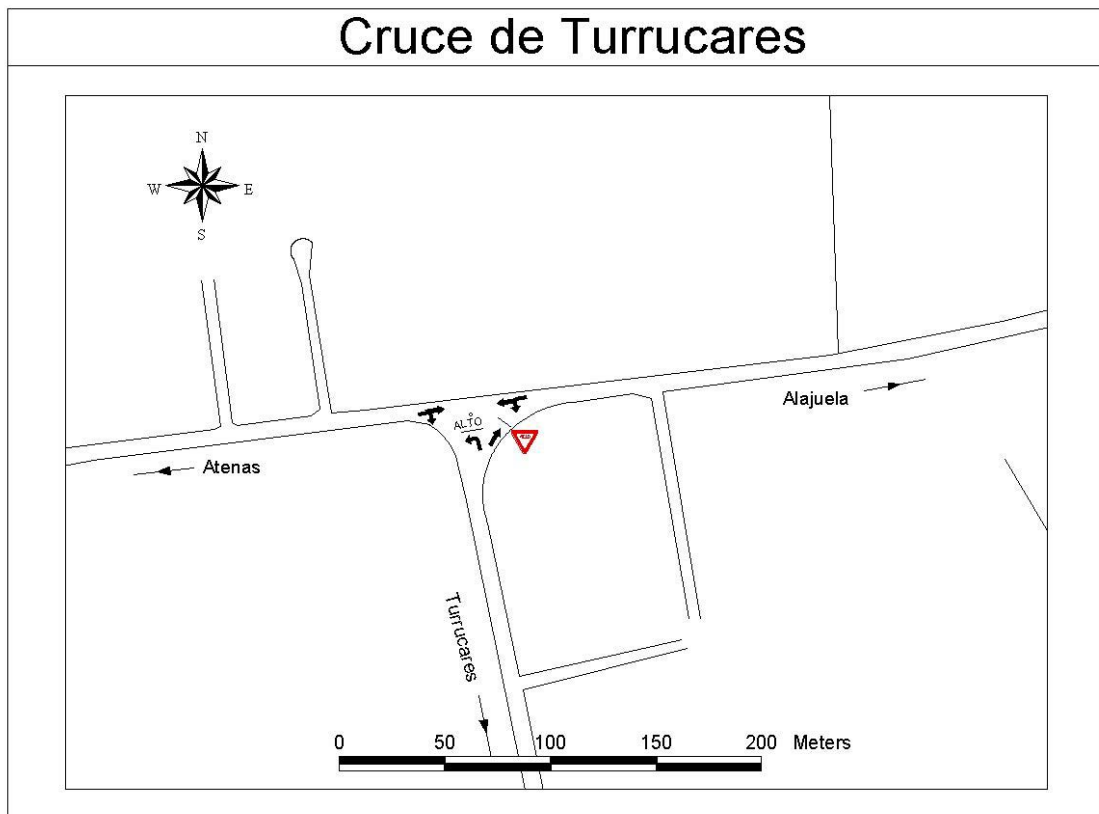 Cruce de Turrucares
N
W E
S
Alajuela
ALTO
Atenas
Turrucares
0 50 100 150 200 Meters